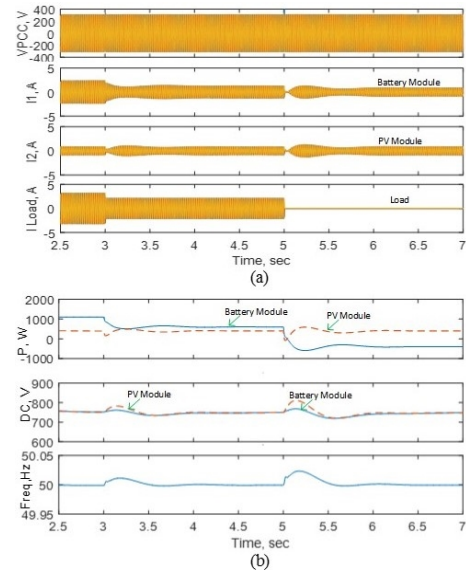 (a)
VPCC, V
400
200
0
-200
-400
I1, A
5
0
-5
Battery Module
I2, A
5
0
-5
PV Module
I Load, A
5
0
-5
Load
2.5 3 3.5 4 4.5 5 5.5 6 6.5 7
Time, sec
(a)
P, W
2000
1000
0
-1000
Battery Module
PV Module
DC, V
900
750
600
PV Module
Battery Module
Freq,Hz
50.05
50
49.95
2.5 3 3.5 4 4.5 5 5.5 6 6.5 7
Time, sec
(b)